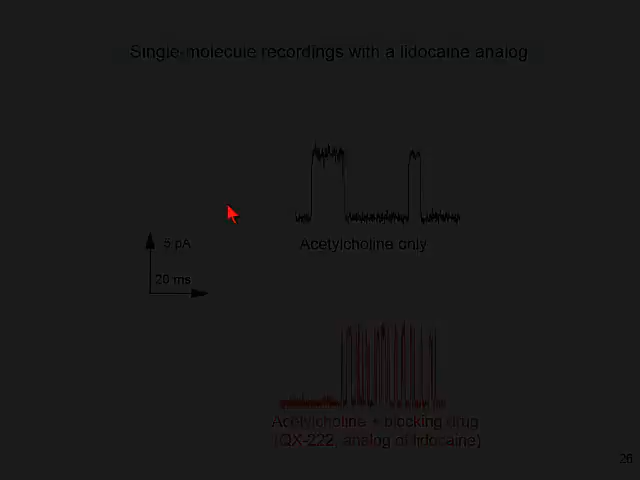 Single-molecule recordings with a lidocaine analog
5 pA
Acetylcholine only
20 ms
Acetylcholine + blocking drug
(QX-222, analog of lidocaine)
26